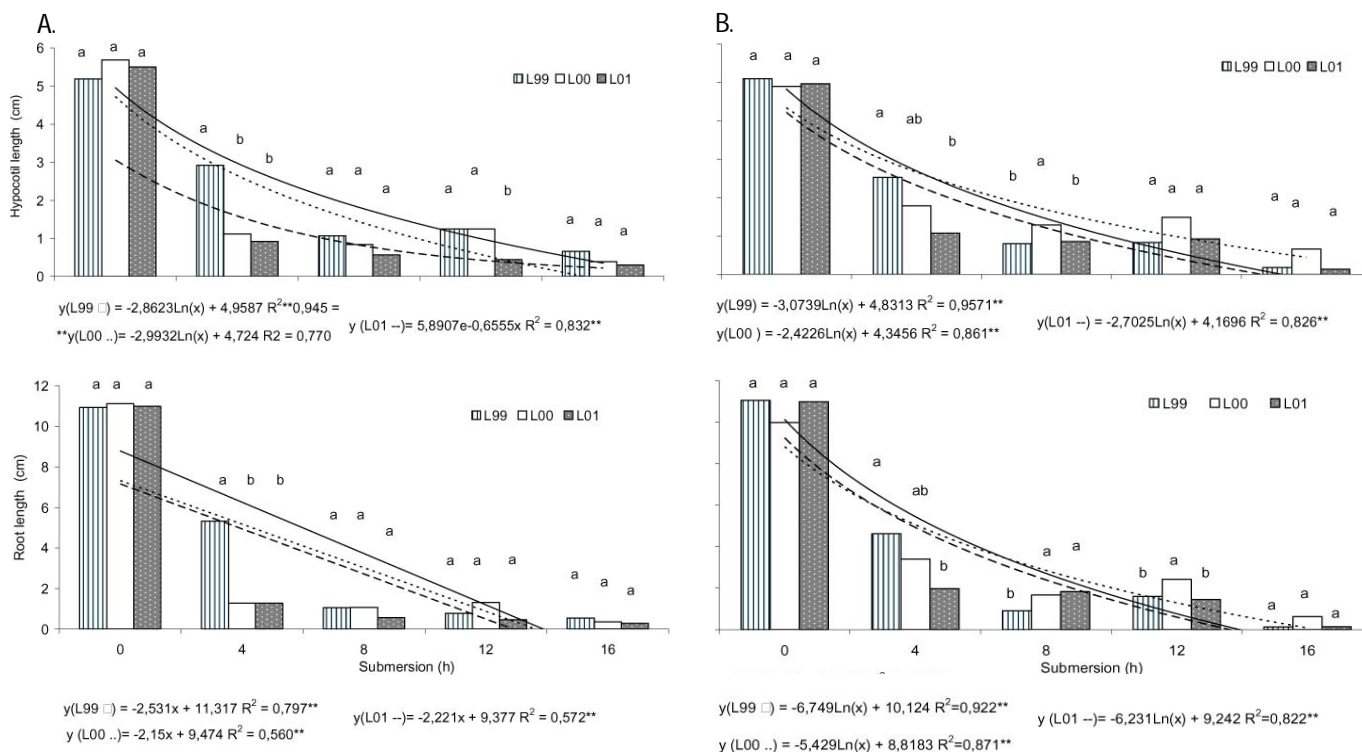 A.
B.
Hypocotil length (cm)
6
5
4
3
2
1
0
a a a
a b b
a a a
a a b
a a a
L99 L00 L01
y(L99 □) = -2,8623Ln(x) + 4,9587 R²**0,945 =
**y(L00 ..)= -2,9932Ln(x) + 4,724 R2 = 0,770
y (L01 --)= 5,8907e-0,6555x R² = 0,832**
a a a
a ab b
b a b
a a a
a a a
L99 L00 L01
y(L99) = -3,0739Ln(x) + 4,8313 R² = 0,9571**
y(L00 ) = -2,4226Ln(x) + 4,3456 R² = 0,861**
y(L01 --) = -2,7025Ln(x) + 4,1696 R² = 0,826**
Root length (cm)
12
10
8
6
4
2
0
a a a
a b b
a a a
a a a
a a a
L99 L00 L01
0 4 8 12 16
Submersion (h)
y(L99 □) = -2,531x + 11,317 R² = 0,797**
y (L00 ..)= -2,15x + 9,474 R² = 0,560**
y(L01 --)= -2,221x + 9,377 R² = 0,572**
a a a
a ab b
b a a
b a b
a a a
L99 L00 L01
0 4 8 12 16
Submersion (h)
y(L99 □) = -6,749Ln(x) + 10,124 R²=0,922**
y (L00 ..) = -5,429Ln(x) + 8,8183 R²=0,871**
y(L01 --) = -6,231Ln(x) + 9,242 R²=0,822**